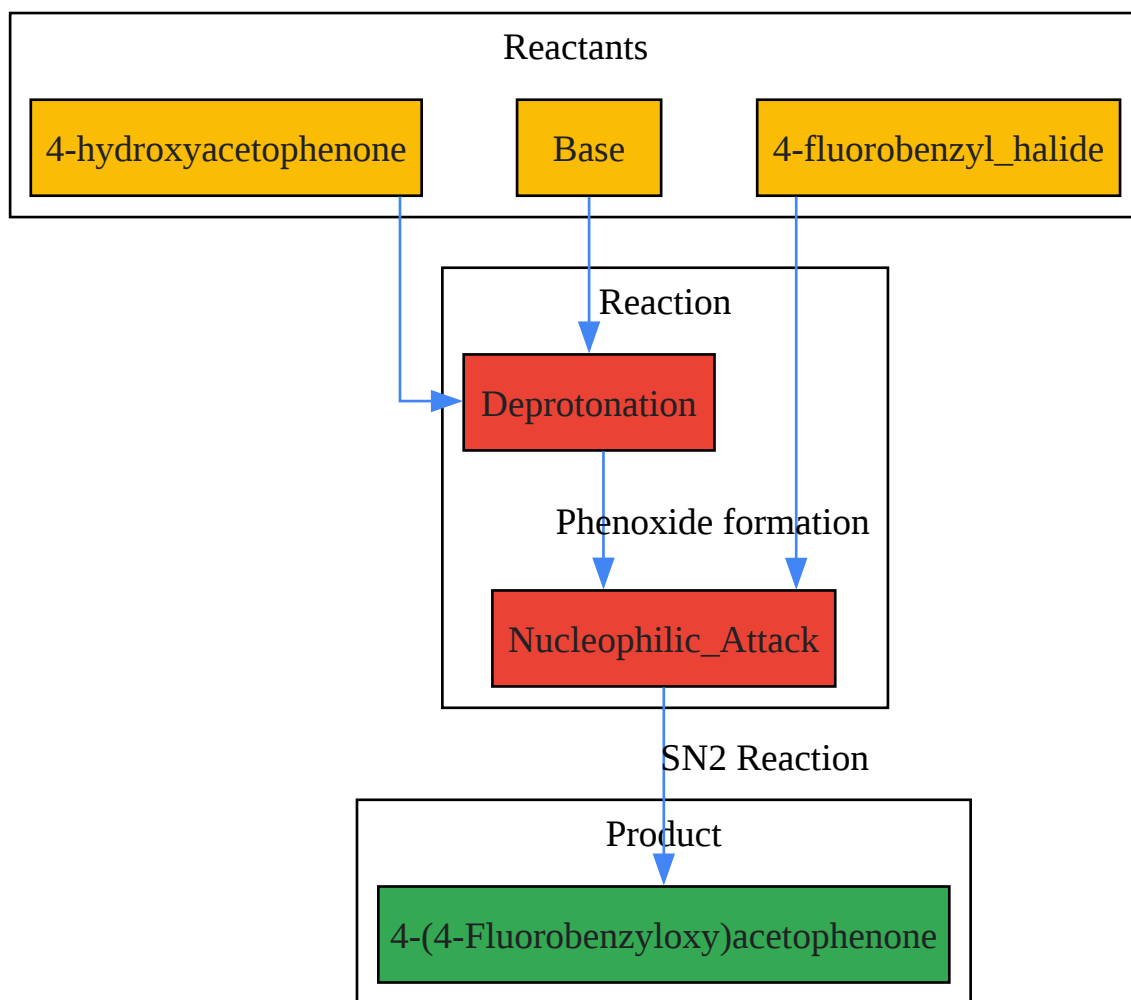 Reactants
4-hydroxyacetophenone
Base
4-fluorobenzyl_halide
Reaction
Deprotonation
Phenoxide formation
Nucleophilic_Attack
SN2 Reaction
Product
4-(4-Fluorobenzyloxy)acetophenone